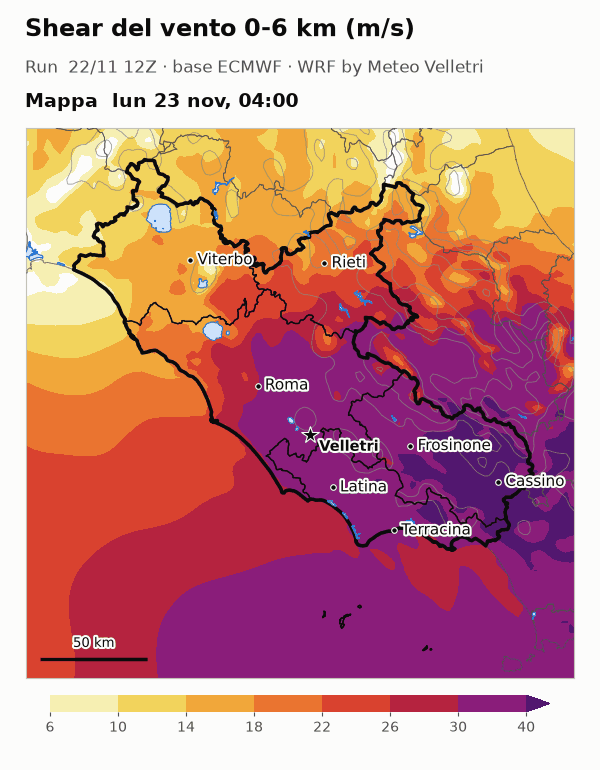 Shear del vento 0-6 km (m/s)
Run  22/11 12Z · base ECMWF · WRF by Meteo Velletri
Mappa  lun 23 nov, 04:00
Viterbo
Rieti
Roma
Velletri
Frosinone
Cassino
Latina
Terracina
50 km
6 10 14 18 22 26 30 40